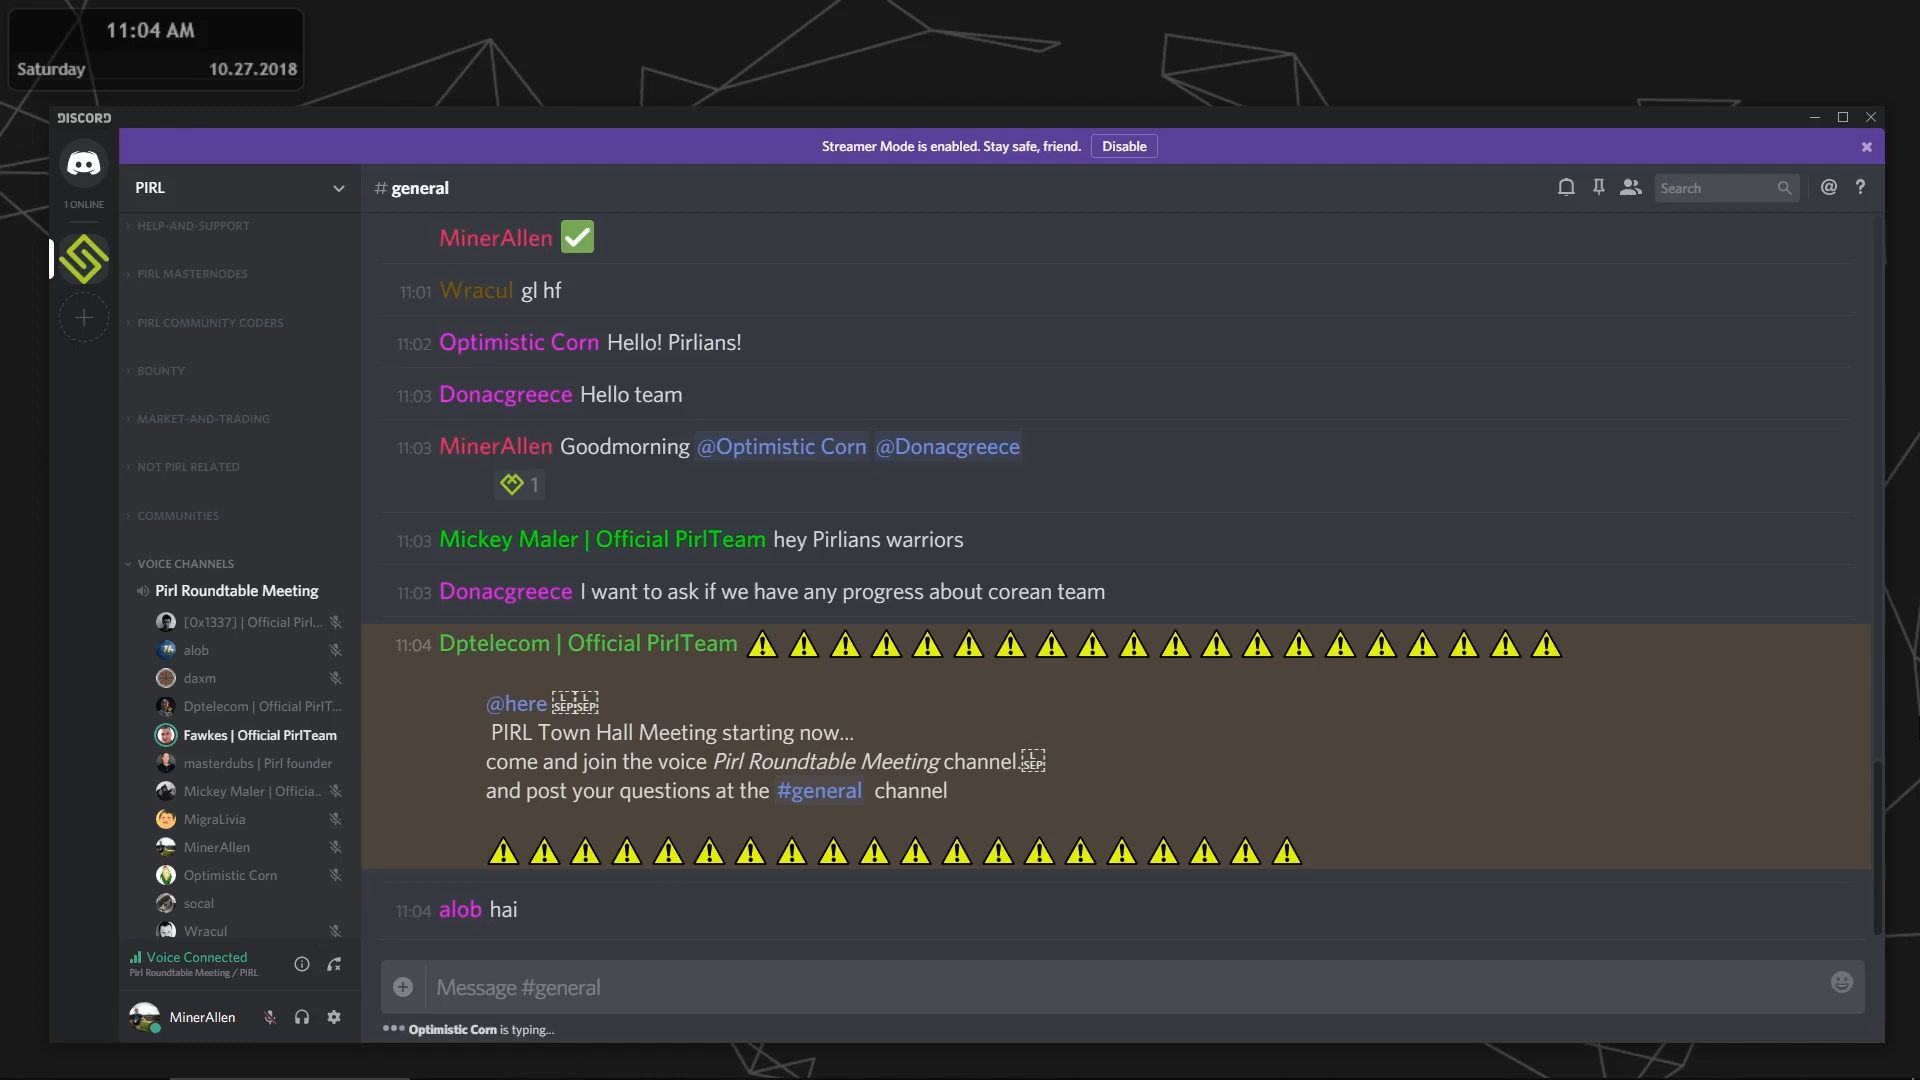 11:04 AM
Saturday 10.27.2018
DISCORD
Streamer Mode is enabled. Stay safe, friend. Disable
1 ONLINE
PIRL
HELP-AND-SUPPORT
PIRL MASTERNODES
PIRL COMMUNITY CODERS
BOUNTY
MARKET-AND-TRADING
NOT PIRL RELATED
COMMUNITIES
VOICE CHANNELS
Pirl Roundtable Meeting
[0x1337] | Official Pirl...
alob
daxm
Dptelecom | Official PirlT...
Fawkes | Official PirlTeam
masterdubs | Pirl founder
Mickey Maler | Officia...
MigraLivia
MinerAllen
Optimistic Corn
socal
Wracul
Voice Connected
Pirl Roundtable Meeting / PIRL
MinerAllen
# general
Search @ ?
MinerAllen ✅
11:01 Wracul gl hf
11:02 Optimistic Corn Hello! Pirlians!
11:03 Donacgreece Hello team
11:03 MinerAllen Goodmorning @Optimistic Corn @Donacgreece
1
11:03 Mickey Maler | Official PirlTeam hey Pirlians warriors
11:03 Donacgreece I want to ask if we have any progress about corean team
11:04 Dptelecom | Official PirlTeam ⚠⚠⚠⚠⚠⚠⚠⚠⚠⚠⚠⚠⚠⚠⚠⚠⚠⚠⚠⚠
@here L SEP L SEP
PIRL Town Hall Meeting starting now...
come and join the voice Pirl Roundtable Meeting channel. L SEP
and post your questions at the #general channel
⚠⚠⚠⚠⚠⚠⚠⚠⚠⚠⚠⚠⚠⚠⚠⚠⚠⚠⚠⚠
11:04 alob hai
Message #general
Optimistic Corn is typing...